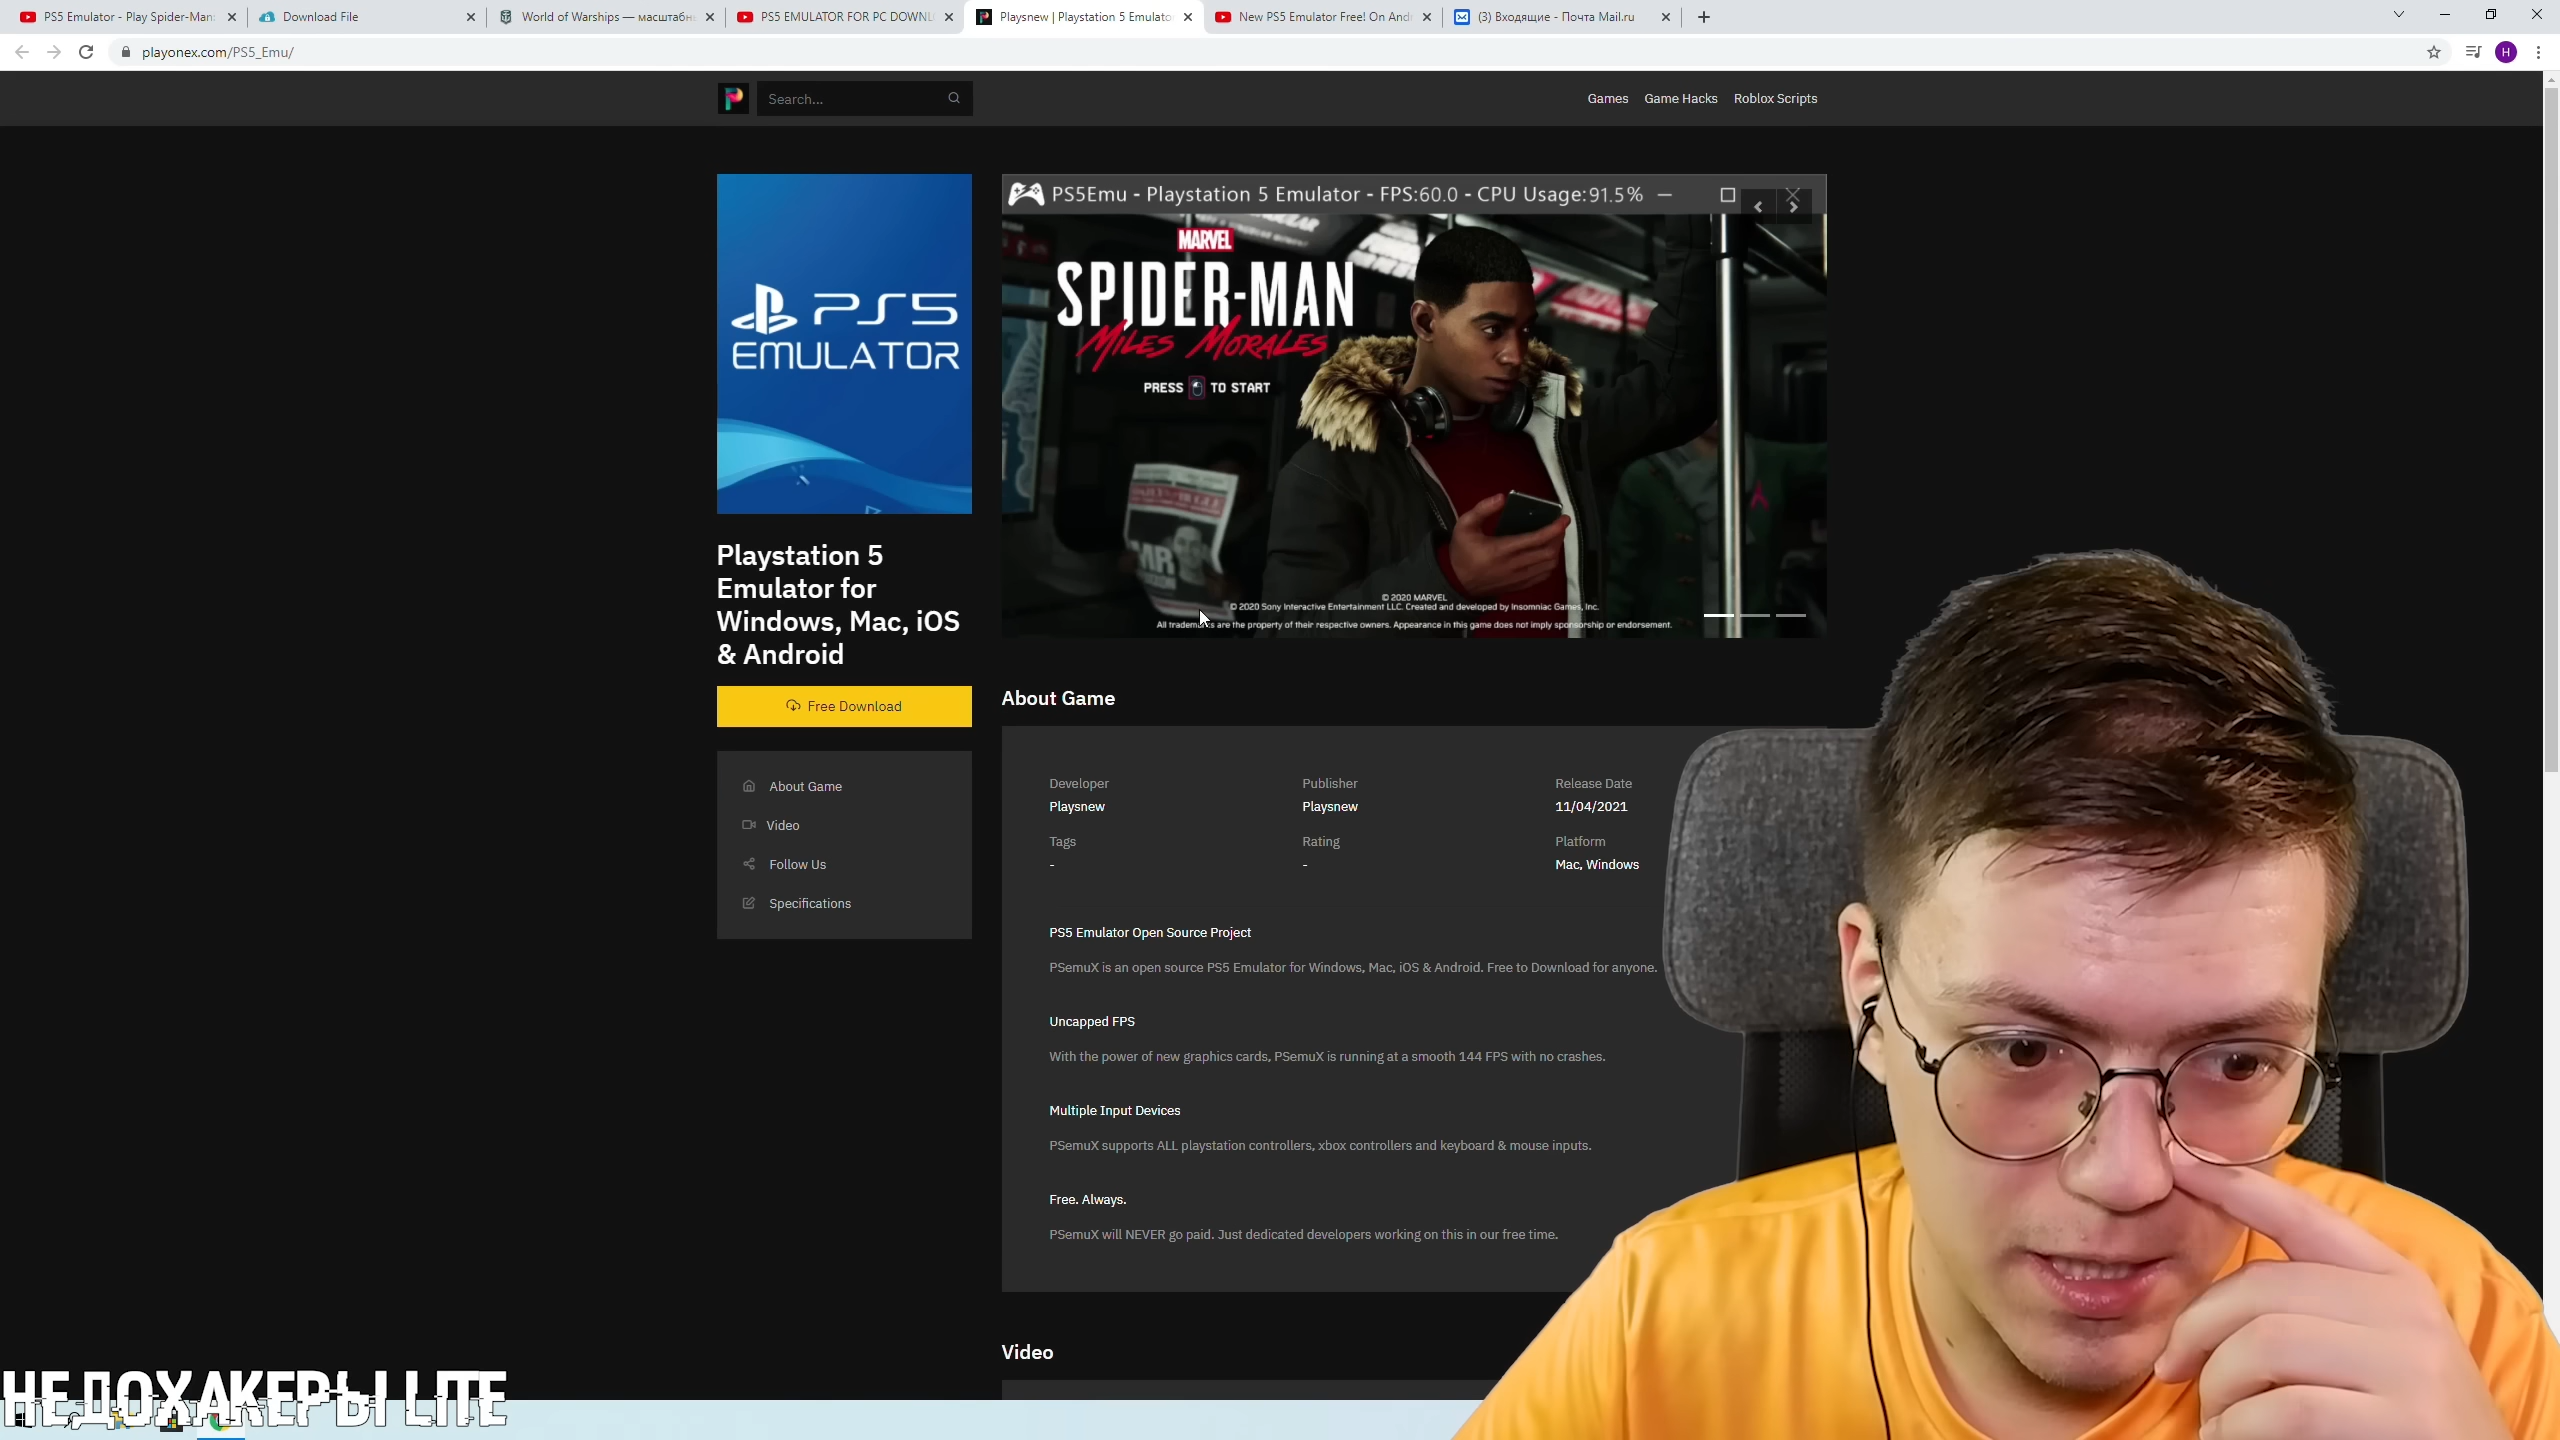 PS5 Emulator - Play Spider-Man:
Download File
World of Warships — масштабн
PS5 EMULATOR FOR PC DOWNL
Playsnew | Playstation 5 Emulato
New PS5 Emulator Free! On And
(3) Входящие - Почта Mail.ru
playonex.com/PS5_Emu/
H
Search...
Games
Game Hacks
Roblox Scripts
PS5
EMULATOR
PS5Emu - Playstation 5 Emulator - FPS:60.0 - CPU Usage:91.5%
MARVEL
SPIDER-MAN
MILES MORALES
PRESS TO START
© 2020 MARVEL
© 2020 Sony Interactive Entertainment LLC. Created and developed by Insomniac Games, Inc.
All trademarks are the property of their respective owners. Appearance in this game does not imply sponsorship or endorsement.
Playstation 5
Emulator for
Windows, Mac, iOS
& Android
Free Download
About Game
Video
Follow Us
Specifications
About Game
Developer
Playsnew
Publisher
Playsnew
Release Date
11/04/2021
Tags
-
Rating
-
Platform
Mac, Windows
PS5 Emulator Open Source Project
PSemuX is an open source PS5 Emulator for Windows, Mac, iOS & Android. Free to Download for anyone.
Uncapped FPS
With the power of new graphics cards, PSemuX is running at a smooth 144 FPS with no crashes.
Multiple Input Devices
PSemuX supports ALL playstation controllers, xbox controllers and keyboard & mouse inputs.
Free. Always.
PSemuX will NEVER go paid. Just dedicated developers working on this in our free time.
Video
НЕДОХАКЕРЫ LITE